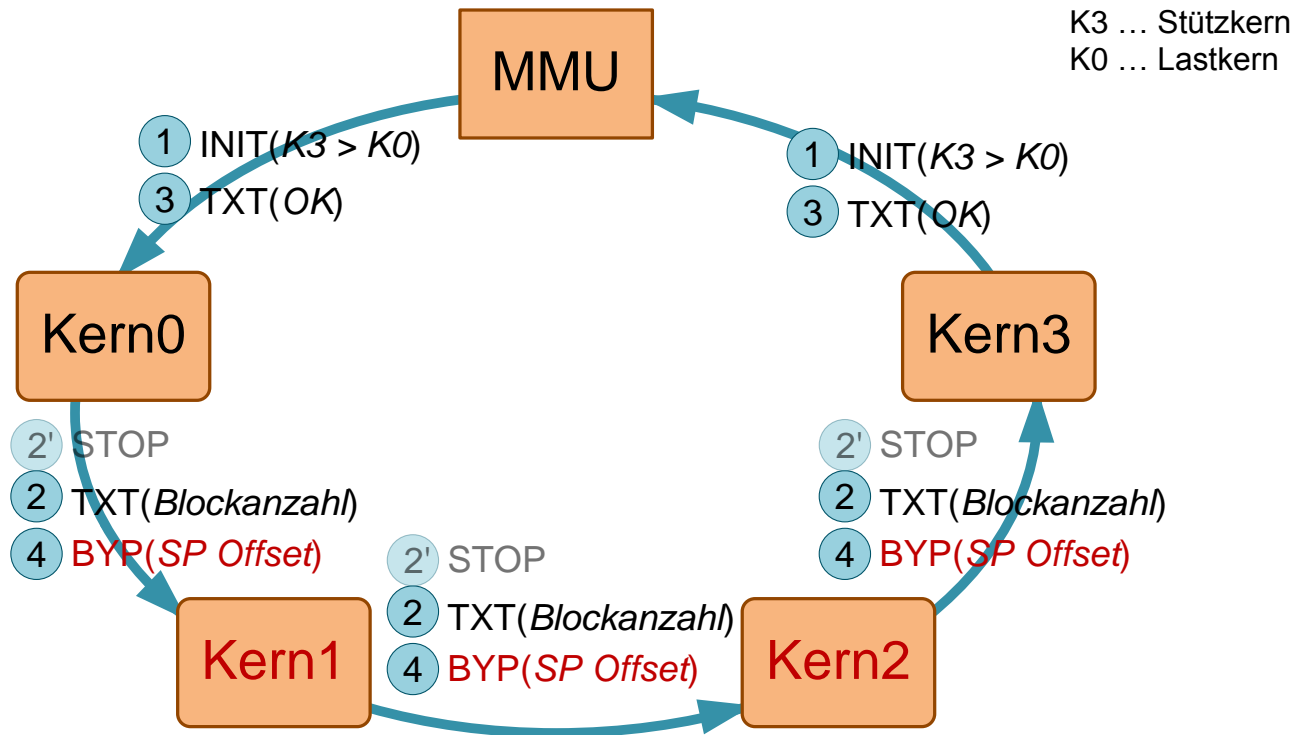 K3 … Stützkern
K0 … Lastkern
MMU
1 INIT(K3 > K0)
3 TXT(OK)
1 INIT(K3 > K0)
3 TXT(OK)
Kern0
Kern3
2' STOP
2 TXT(Blockanzahl)
4 BYP(SP Offset)
2' STOP
2 TXT(Blockanzahl)
4 BYP(SP Offset)
2' STOP
2 TXT(Blockanzahl)
4 BYP(SP Offset)
Kern1
Kern2